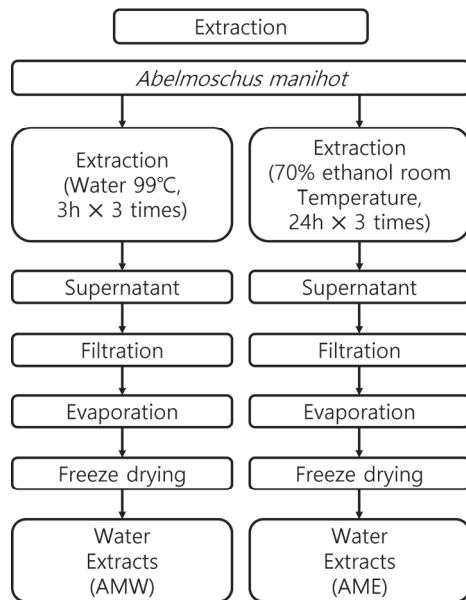 Extraction
Abelmoschus manihot
Extraction
(Water 99℃,
3h × 3 times)
Extraction
(70% ethanol room
Temperature,
24h × 3 times)
Supernatant
Supernatant
Filtration
Filtration
Evaporation
Evaporation
Freeze drying
Freeze drying
Water
Extracts
(AMW)
Water
Extracts
(AME)